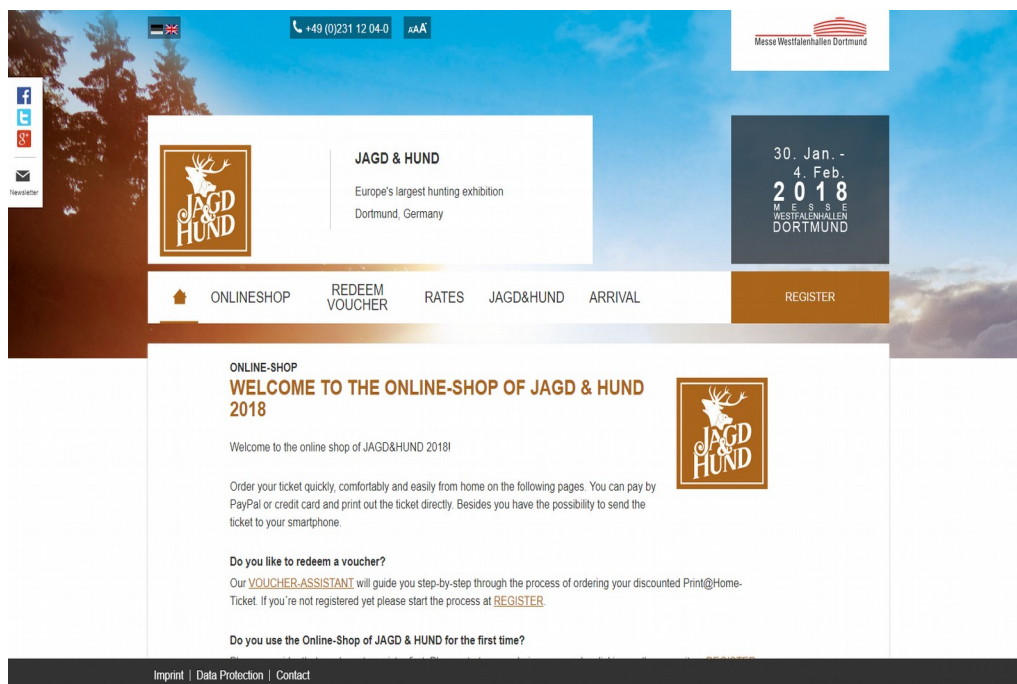 +49 (0)231 12 04-0
AAA
Messe Westfalenhallen Dortmund
Newsletter
JAGD
&
HUND
JAGD & HUND
Europe's largest hunting exhibition
Dortmund, Germany
30. Jan. -
4. Feb.
2018
MESSE
WESTFALENHALLEN
DORTMUND
ONLINESHOP
REDEEM
VOUCHER
RATES
JAGD&HUND
ARRIVAL
REGISTER
ONLINE-SHOP
WELCOME TO THE ONLINE-SHOP OF JAGD & HUND
2018
JAGD
&
HUND
Welcome to the online shop of JAGD&HUND 2018!
Order your ticket quickly, comfortably and easily from home on the following pages. You can pay by
PayPal or credit card and print out the ticket directly. Besides you have the possibility to send the
ticket to your smartphone.
Do you like to redeem a voucher?
Our VOUCHER-ASSISTANT will guide you step-by-step through the process of ordering your discounted Print@Home-
Ticket. If you´re not registered yet please start the process at REGISTER.
Do you use the Online-Shop of JAGD & HUND for the first time?
Imprint | Data Protection | Contact